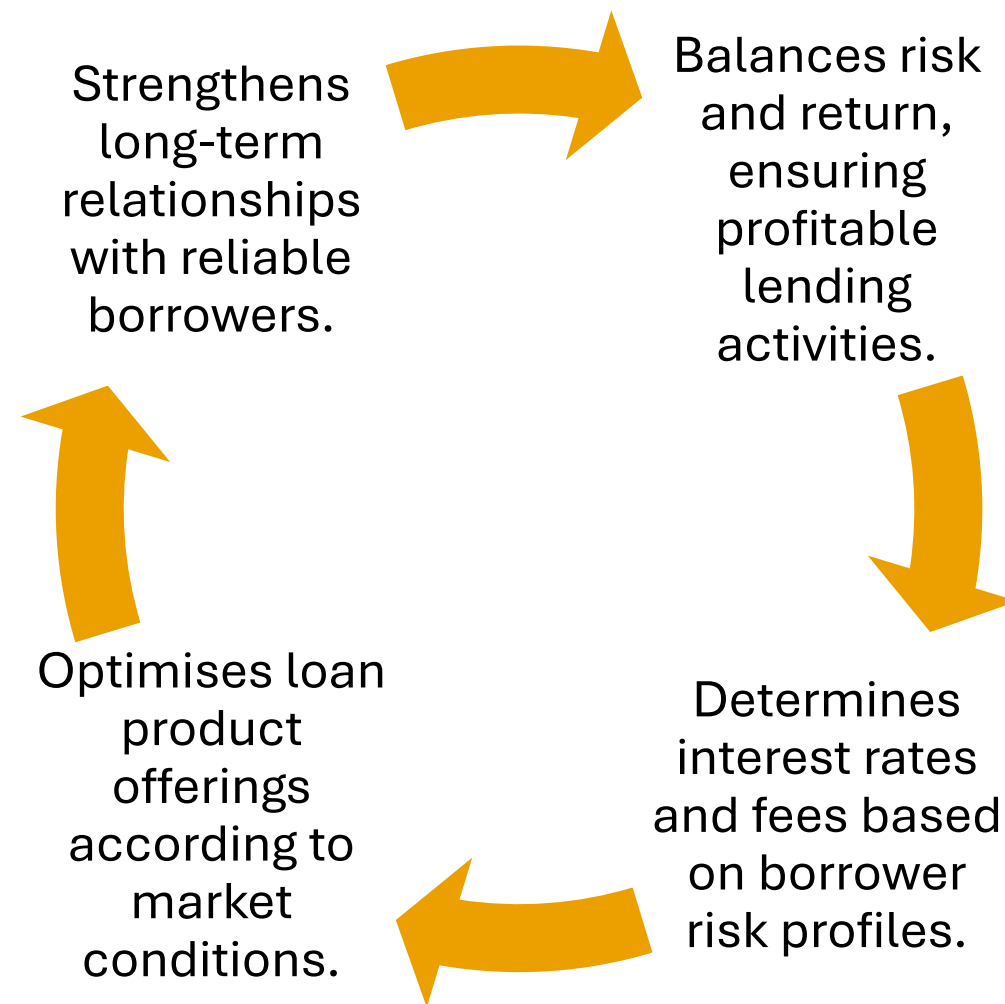 Strengthens
long-term
relationships
with reliable
borrowers.
Balances risk
and return,
ensuring
profitable
lending
activities.
Determines
interest rates
and fees based
on borrower
risk profiles.
Optimises loan
product
offerings
according to
market
conditions.